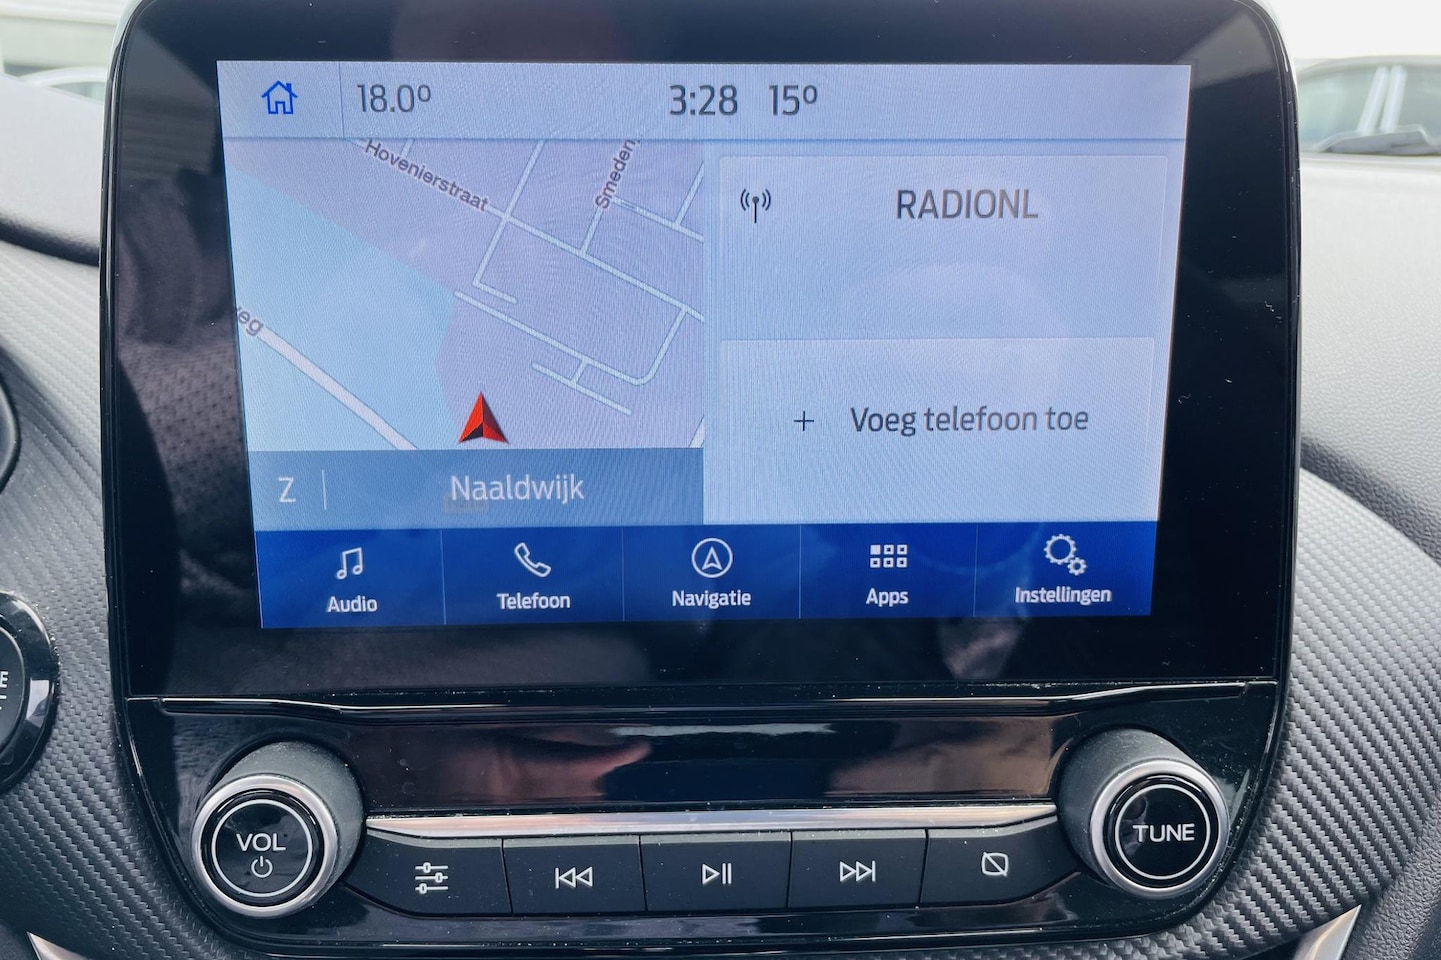 18.0° 3:28 15°
Hovenierstraat
Smeden
RADIONL
eg
+ Voeg telefoon toe
Z Naaldwijk
Audio Telefoon Navigatie Apps Instellingen
VOL
TUNE